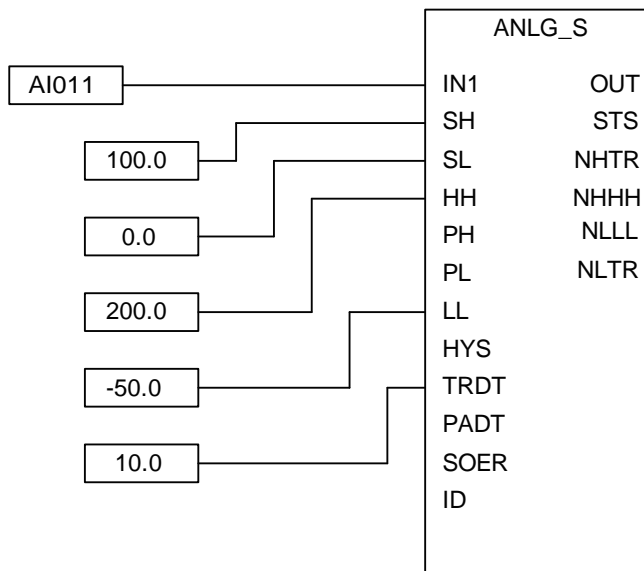 ANLG_S
AI011
IN1 OUT
SH STS
100.0
SL NHTR
HH NHHH
0.0
PH NLLL
PL NLTR
200.0
LL
HYS
-50.0
TRDT
PADT
10.0
SOER
ID